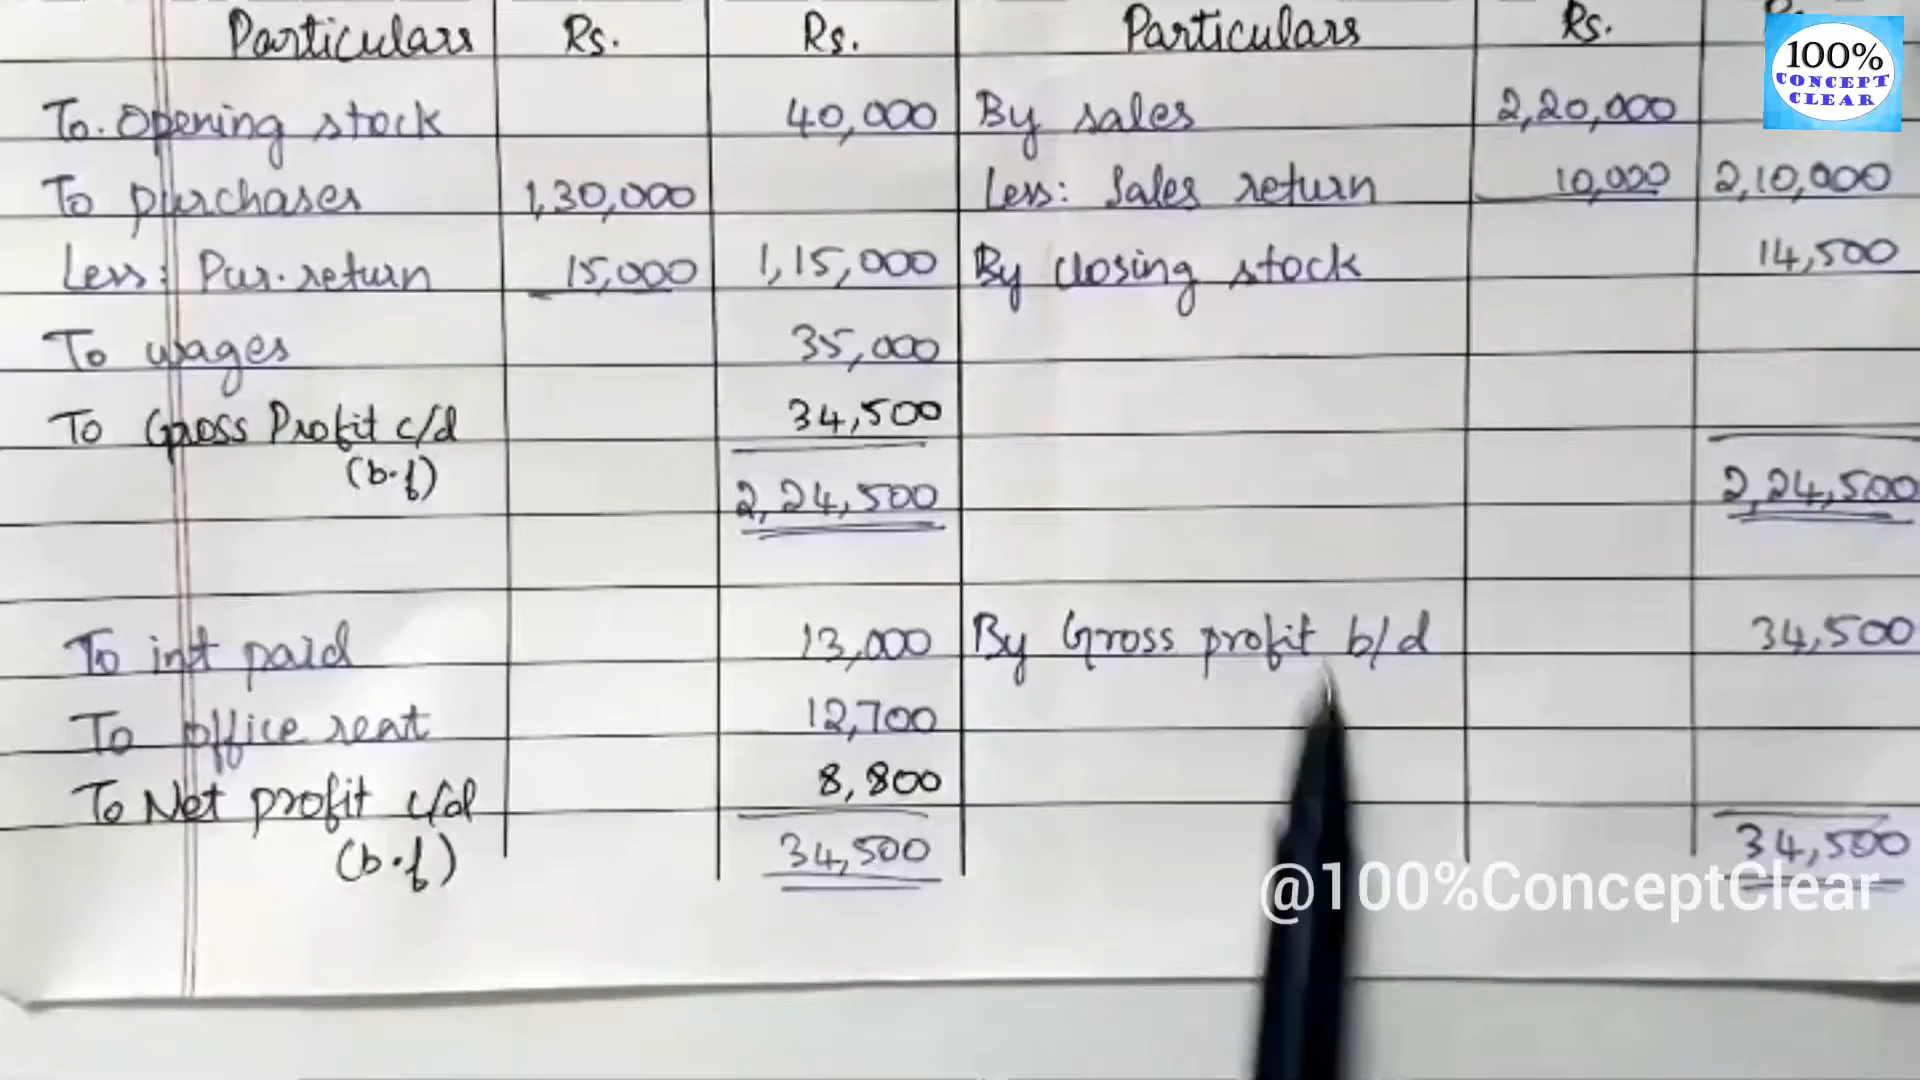 Particulars Rs. Rs. Particulars Rs.
100%
CONCEPT
CLEAR
To. Opening stock 40,000 By sales 2,20,000
To purchases 1,30,000 Less: Sales return 10,000 2,10,000
Less: Pur. return 15,000 1,15,000 By closing stock 14,500
To wages 35,000
To Gross Profit c/d 34,500
(b.f) 2,24,500 2,24,500
To int paid 13,000 By Gross profit b/d 34,500
To office rent 12,700
To Net profit c/d 8,800
(b.f) 34,500 34,500
@100%ConceptClear